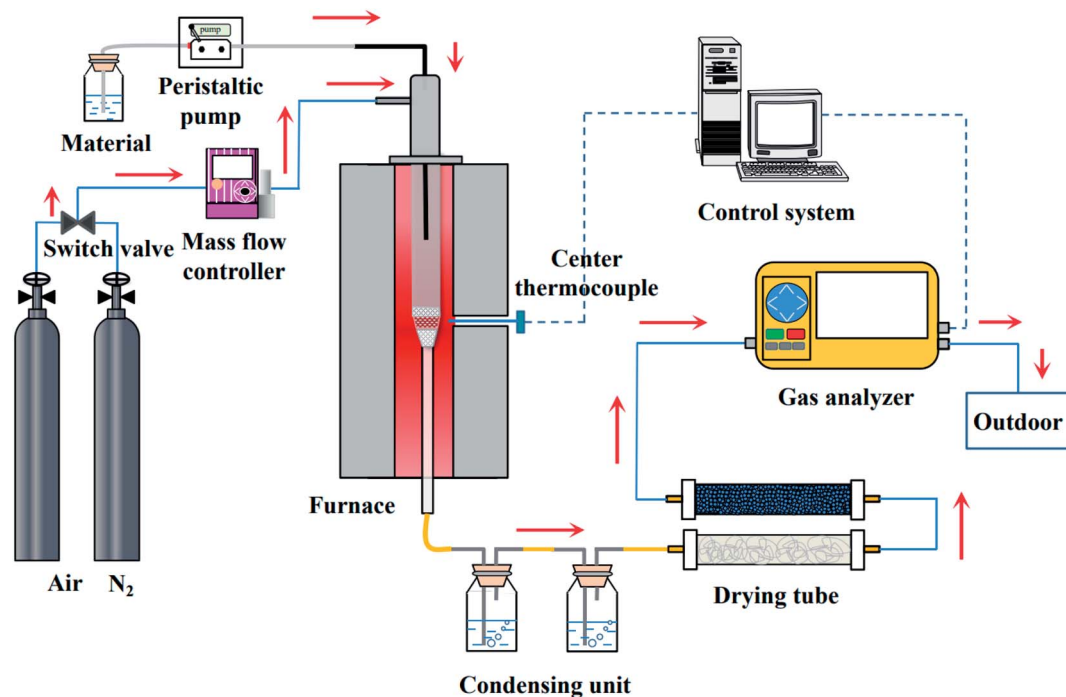 pump
Peristaltic
pump
Material
Switch valve
Mass flow
controller
Control system
Center
thermocouple
Gas analyzer
Outdoor
Furnace
Air
N₂
Drying tube
Condensing unit